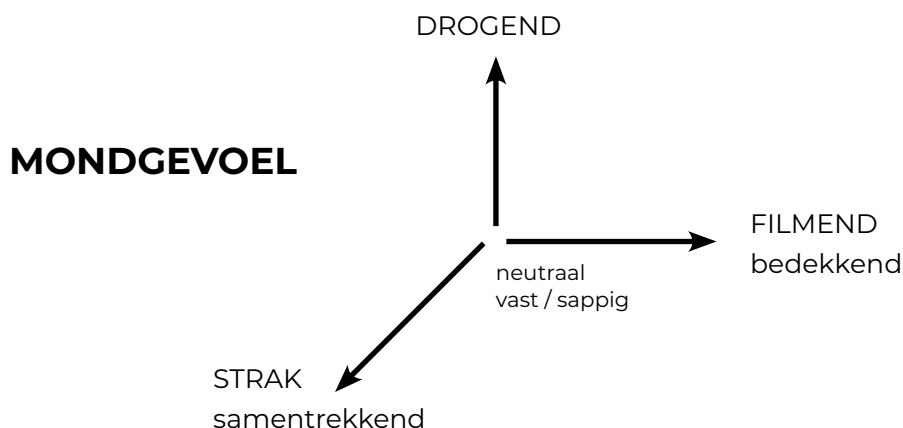 DROGEND
MONDGEVOEL
FILMEND
bedekkend
neutraal
vast / sappig
STRAK
samentrekkend